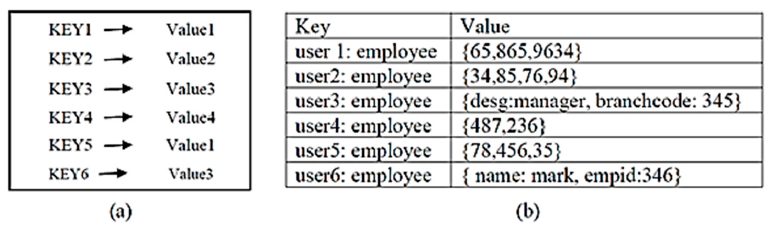 KEY1 → Value1
KEY2 → Value2
KEY3 → Value3
KEY4 → Value4
KEY5 → Value1
KEY6 → Value3
(a)
Key Value
user 1: employee {65,865,9634}
user2: employee {34,85,76,94}
user3: employee {desg:manager, branchcode: 345}
user4: employee {487,236}
user5: employee {78,456,35}
user6: employee { name: mark, empid:346}
(b)